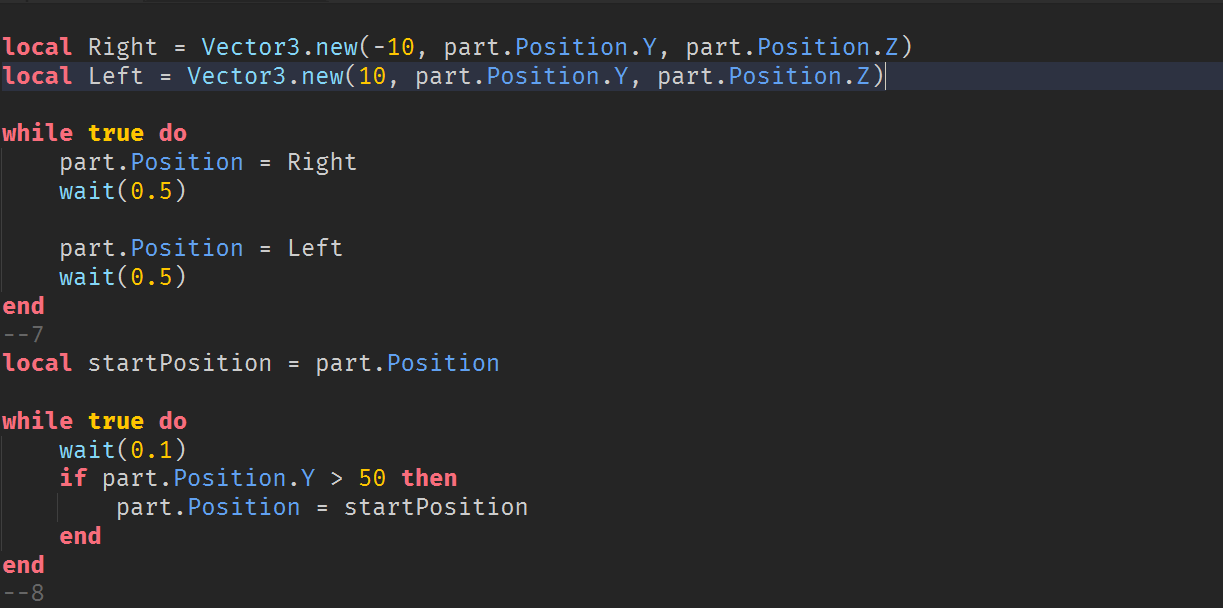 local Right = Vector3.new(-10, part.Position.Y, part.Position.Z)
local Left = Vector3.new(10, part.Position.Y, part.Position.Z)
while true do
    part.Position = Right
    wait(0.5)
    part.Position = Left
    wait(0.5)
end
--7
local startPosition = part.Position
while true do
    wait(0.1)
    if part.Position.Y > 50 then
        part.Position = startPosition
    end
end
--8